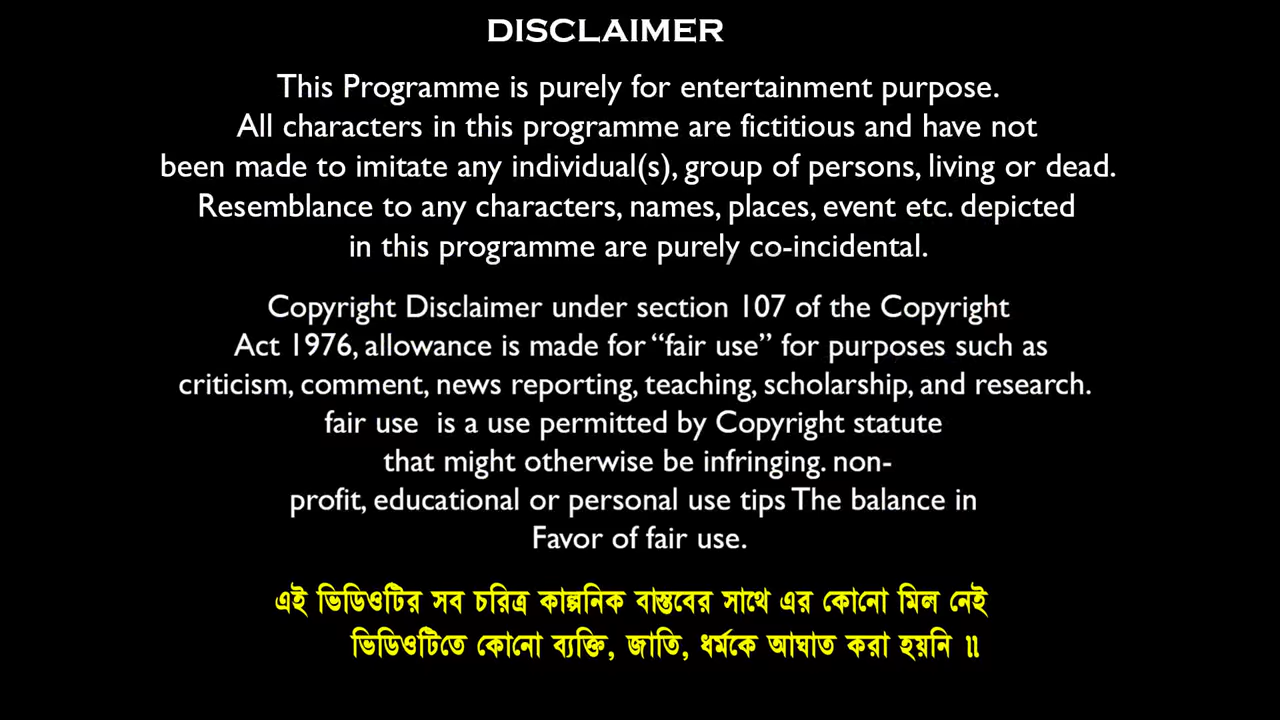 DISCLAIMER
This Programme is purely for entertainment purpose.
All characters in this programme are fictitious and have not
been made to imitate any individual(s), group of persons, living or dead.
Resemblance to any characters, names, places, event etc. depicted
in this programme are purely co-incidental.
Copyright Disclaimer under section 107 of the Copyright
Act 1976, allowance is made for “fair use” for purposes such as
criticism, comment, news reporting, teaching, scholarship, and research.
fair use is a use permitted by Copyright statute
that might otherwise be infringing. non-
profit, educational or personal use tips The balance in
Favor of fair use.
এই ভিডিওটির সব চরিত্র কাল্পনিক বাস্তবের সাথে এর কোনো মিল নেই
ভিডিওটিতে কোনো ব্যক্তি, জাতি, ধর্মকে আঘাত করা হয়নি ॥